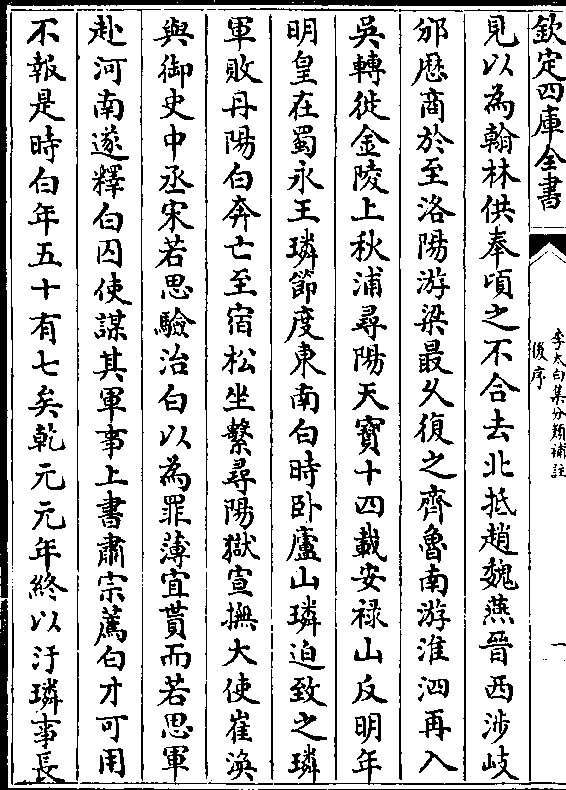 欽定四庫全書
李太白集分類補註
後序
一
見以為翰林供奉頃之不合去北抵趙魏燕晉西涉岐
邠歴商於至洛陽游梁最乆復之齊魯南游淮泗再入
吳轉徙金陵上秋浦尋陽天寳十四載安禄山反明年
明皇在蜀永王璘節度東南白時卧廬山璘迫致之璘
軍敗丹陽白奔亡至宿松坐繫尋陽獄宣撫大使崔渙
與御史中丞宋若思驗治白以為罪薄宜貰而若思軍
赴河南遂釋白囚使謀其軍事上書肅宗薦白才可用
不報是時白年五十有七矣乾元元年終以汙璘事長